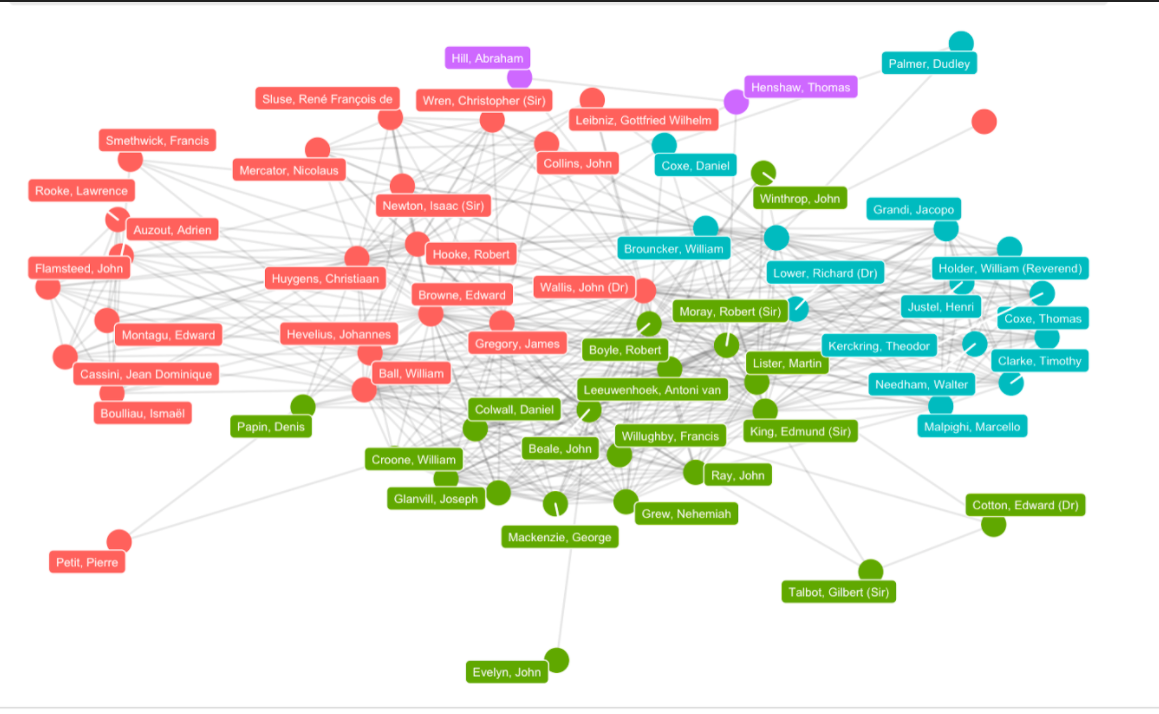 Hill, Abraham
Palmer, Dudley
Henshaw, Thomas
Sluse, René François de
Wren, Christopher (Sir)
Leibniz, Gottfried Wilhelm
Smethwick, Francis
Mercator, Nicolaus
Collins, John
Coxe, Daniel
Rooke, Lawrence
Newton, Isaac (Sir)
Winthrop, John
Grandi, Jacopo
Auzout, Adrien
Brouncker, William
Hooke, Robert
Flamsteed, John
Huygens, Christiaan
Lower, Richard (Dr)
Holder, William (Reverend)
Browne, Edward
Wallis, John (Dr)
Justel, Henri
Moray, Robert (Sir)
Coxe, Thomas
Montagu, Edward
Hevelius, Johannes
Gregory, James
Boyle, Robert
Kerckring, Theodor
Lister, Martin
Clarke, Timothy
Cassini, Jean Dominique
Ball, William
Leeuwenhoek, Antoni van
Needham, Walter
Boulliau, Ismaël
Colwall, Daniel
Papin, Denis
Willughby, Francis
King, Edmund (Sir)
Malpighi, Marcello
Beale, John
Croone, William
Ray, John
Glanvill, Joseph
Grew, Nehemiah
Cotton, Edward (Dr)
Mackenzie, George
Petit, Pierre
Talbot, Gilbert (Sir)
Evelyn, John